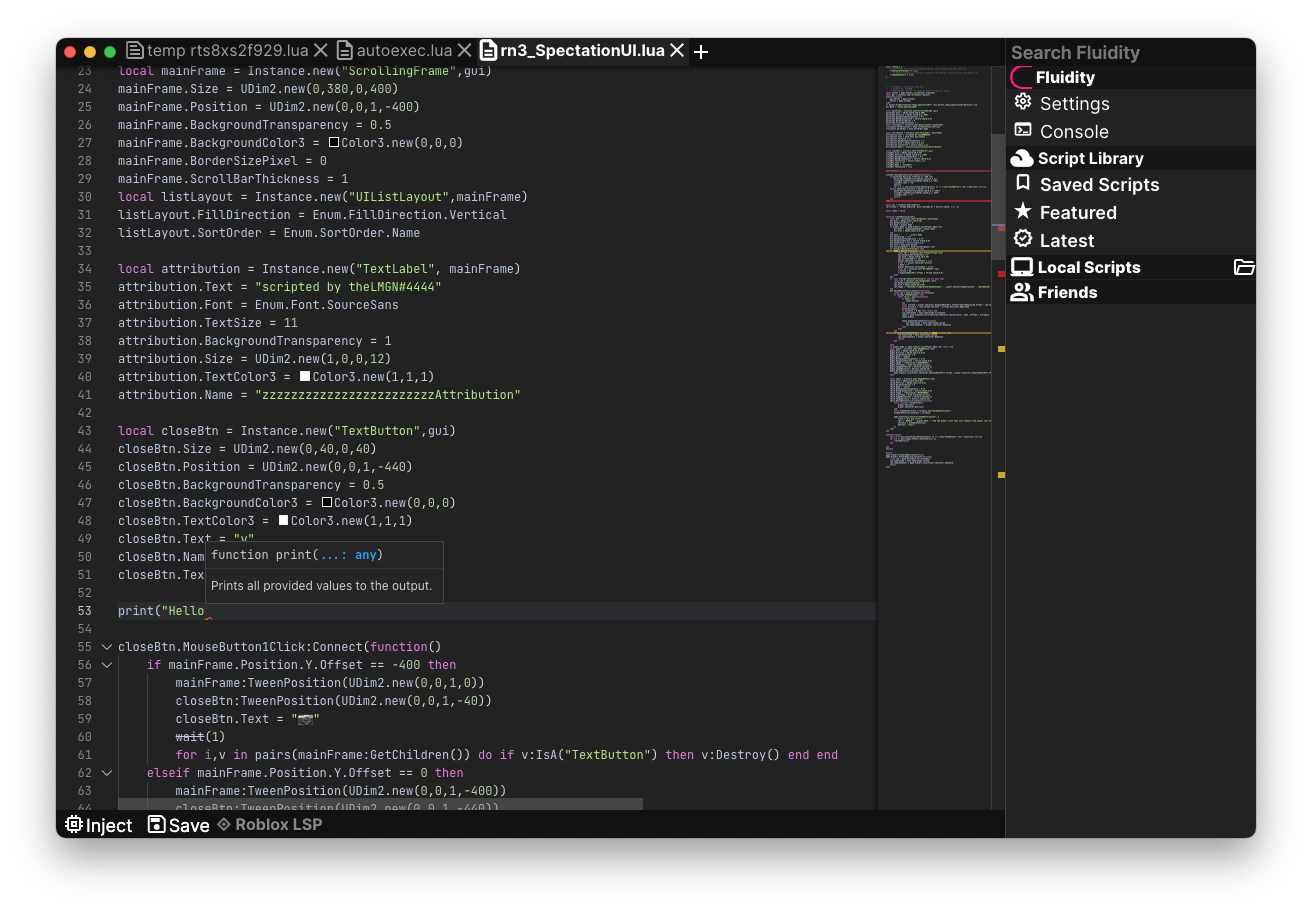 temp rts8xs2f929.lua
autoexec.lua
rn3_SpectationUI.lua
23 local mainFrame = Instance.new("ScrollingFrame",gui)
24 mainFrame.Size = UDim2.new(0,380,0,400)
25 mainFrame.Position = UDim2.new(0,0,1,-400)
26 mainFrame.BackgroundTransparency = 0.5
27 mainFrame.BackgroundColor3 = Color3.new(0,0,0)
28 mainFrame.BorderSizePixel = 0
29 mainFrame.ScrollBarThickness = 1
30 local listLayout = Instance.new("UIListLayout",mainFrame)
31 listLayout.FillDirection = Enum.FillDirection.Vertical
32 listLayout.SortOrder = Enum.SortOrder.Name
33
34 local attribution = Instance.new("TextLabel", mainFrame)
35 attribution.Text = "scripted by theLMGN#4444"
36 attribution.Font = Enum.Font.SourceSans
37 attribution.TextSize = 11
38 attribution.BackgroundTransparency = 1
39 attribution.Size = UDim2.new(1,0,0,12)
40 attribution.TextColor3 = Color3.new(1,1,1)
41 attribution.Name = "zzzzzzzzzzzzzzzzzzzzzzzzAttribution"
42
43 local closeBtn = Instance.new("TextButton",gui)
44 closeBtn.Size = UDim2.new(0,40,0,40)
45 closeBtn.Position = UDim2.new(0,0,1,-440)
46 closeBtn.BackgroundTransparency = 0.5
47 closeBtn.BackgroundColor3 = Color3.new(0,0,0)
48 closeBtn.TextColor3 = Color3.new(1,1,1)
49 closeBtn.Text = "v"
50 closeBtn.Nam
51 closeBtn.Tex
function print(...: any)
Prints all provided values to the output.
52
53 print("Hello
54
55 closeBtn.MouseButton1Click:Connect(function()
56 if mainFrame.Position.Y.Offset == -400 then
57 mainFrame:TweenPosition(UDim2.new(0,0,1,0))
58 closeBtn:TweenPosition(UDim2.new(0,0,1,-40))
59 closeBtn.Text = "📷"
60 wait(1)
61 for i,v in pairs(mainFrame:GetChildren()) do if v:IsA("TextButton") then v:Destroy() end end
62 elseif mainFrame.Position.Y.Offset == 0 then
63 mainFrame:TweenPosition(UDim2.new(0,0,1,-400))
64 closeBtn:TweenPosition(UDim2.new(0,0,1,-440))
Inject Save Roblox LSP
Search Fluidity
Fluidity
Settings
Console
Script Library
Saved Scripts
Featured
Latest
Local Scripts
Friends